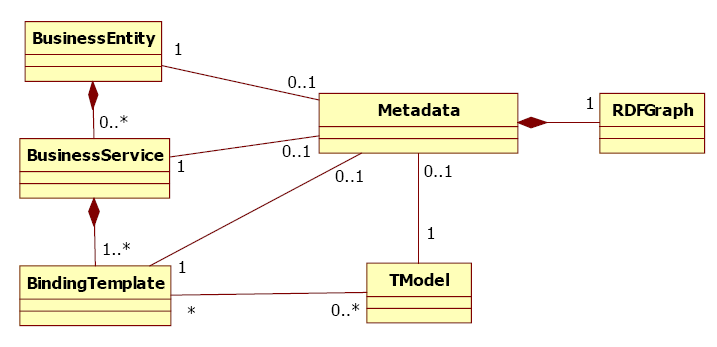 BusinessEntity
1
0..1
Metadata
1
RDFGraph
0..*
BusinessService
1
0..1
0..1
0..1
1..*
1
1
BindingTemplate
TModel
*
0..*